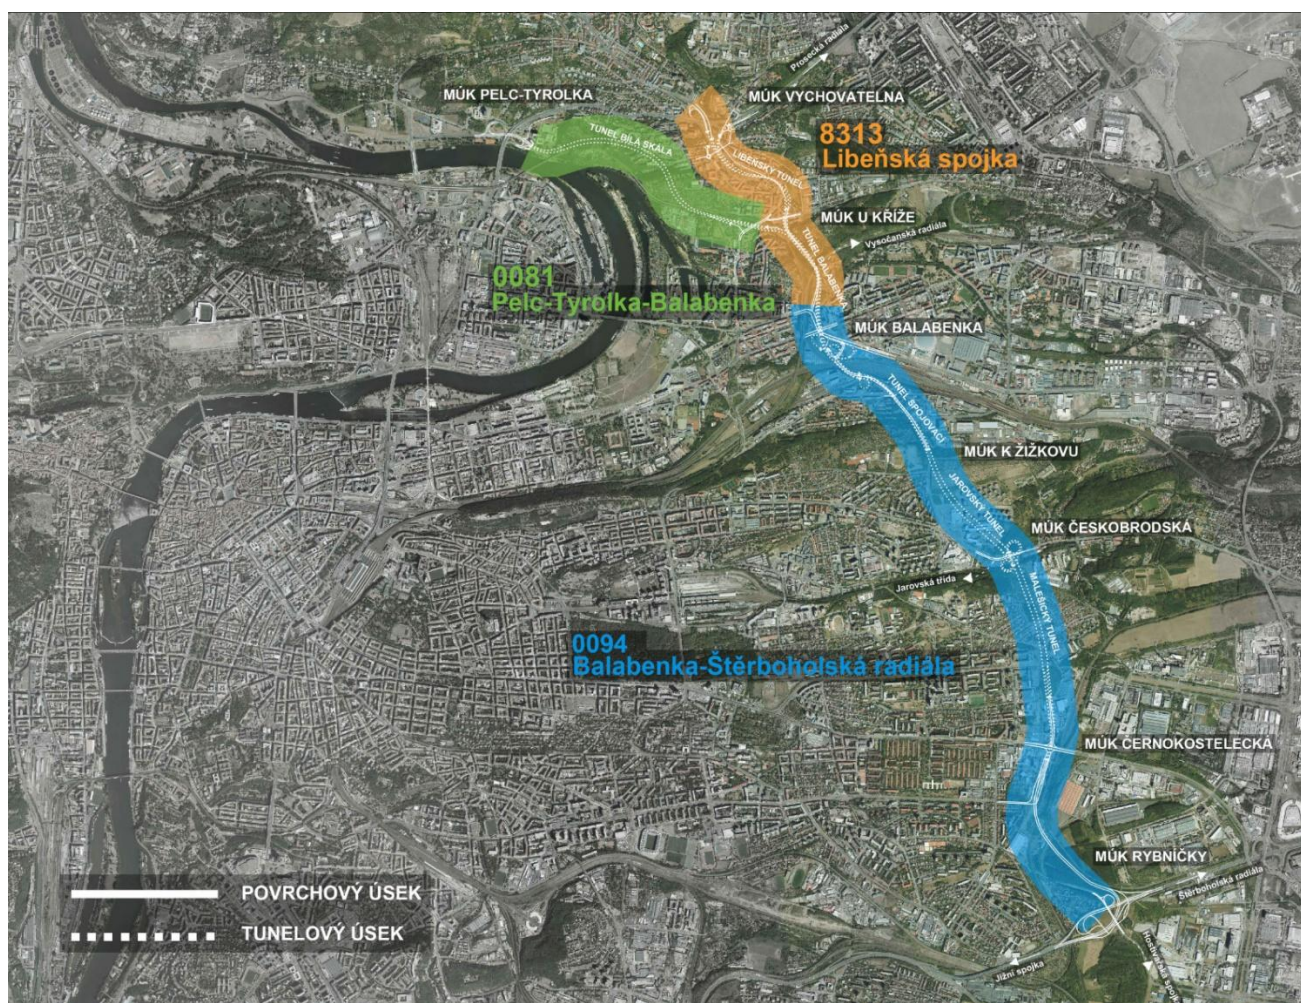 Prosecká radiála
MÚK PELC-TYROLKA
MÚK VYCHOVATELNA
TUNEL BÍLÁ SKÁLA
8313
Libeňská spojka
LIBEŇSKÝ TUNEL
MÚK U KŘÍŽE
Vysočanská radiála
TUNEL BALABENKA
0081
Pelc-Tyrolka-Balabenka
MÚK BALABENKA
TUNEL SPOJOVACÍ
MÚK K ŽIŽKOVU
JAROVSKÝ TUNEL
MÚK ČESKOBRODSKÁ
Jarovská třída
MALEŠICKÝ TUNEL
0094
Balabenka-Štěrboholská radiála
MÚK ČERNOKOSTELECKÁ
MÚK RYBNÍČKY
Štěrboholská radiála
POVRCHOVÝ ÚSEK
TUNELOVÝ ÚSEK
Jižní spojka
Hostivařská spojka